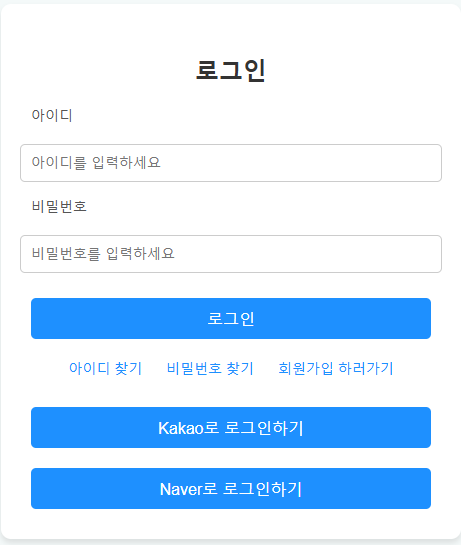 로그인
아이디
아이디를 입력하세요
비밀번호
비밀번호를 입력하세요
로그인
아이디 찾기 비밀번호 찾기 회원가입 하러가기
Kakao로 로그인하기
Naver로 로그인하기